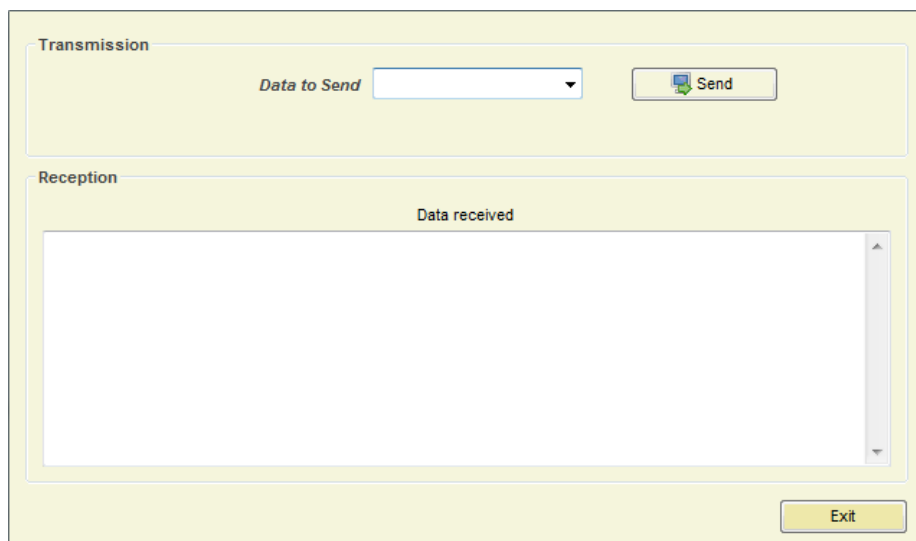 Transmission
Data to Send
Send
Reception
Data received
Exit